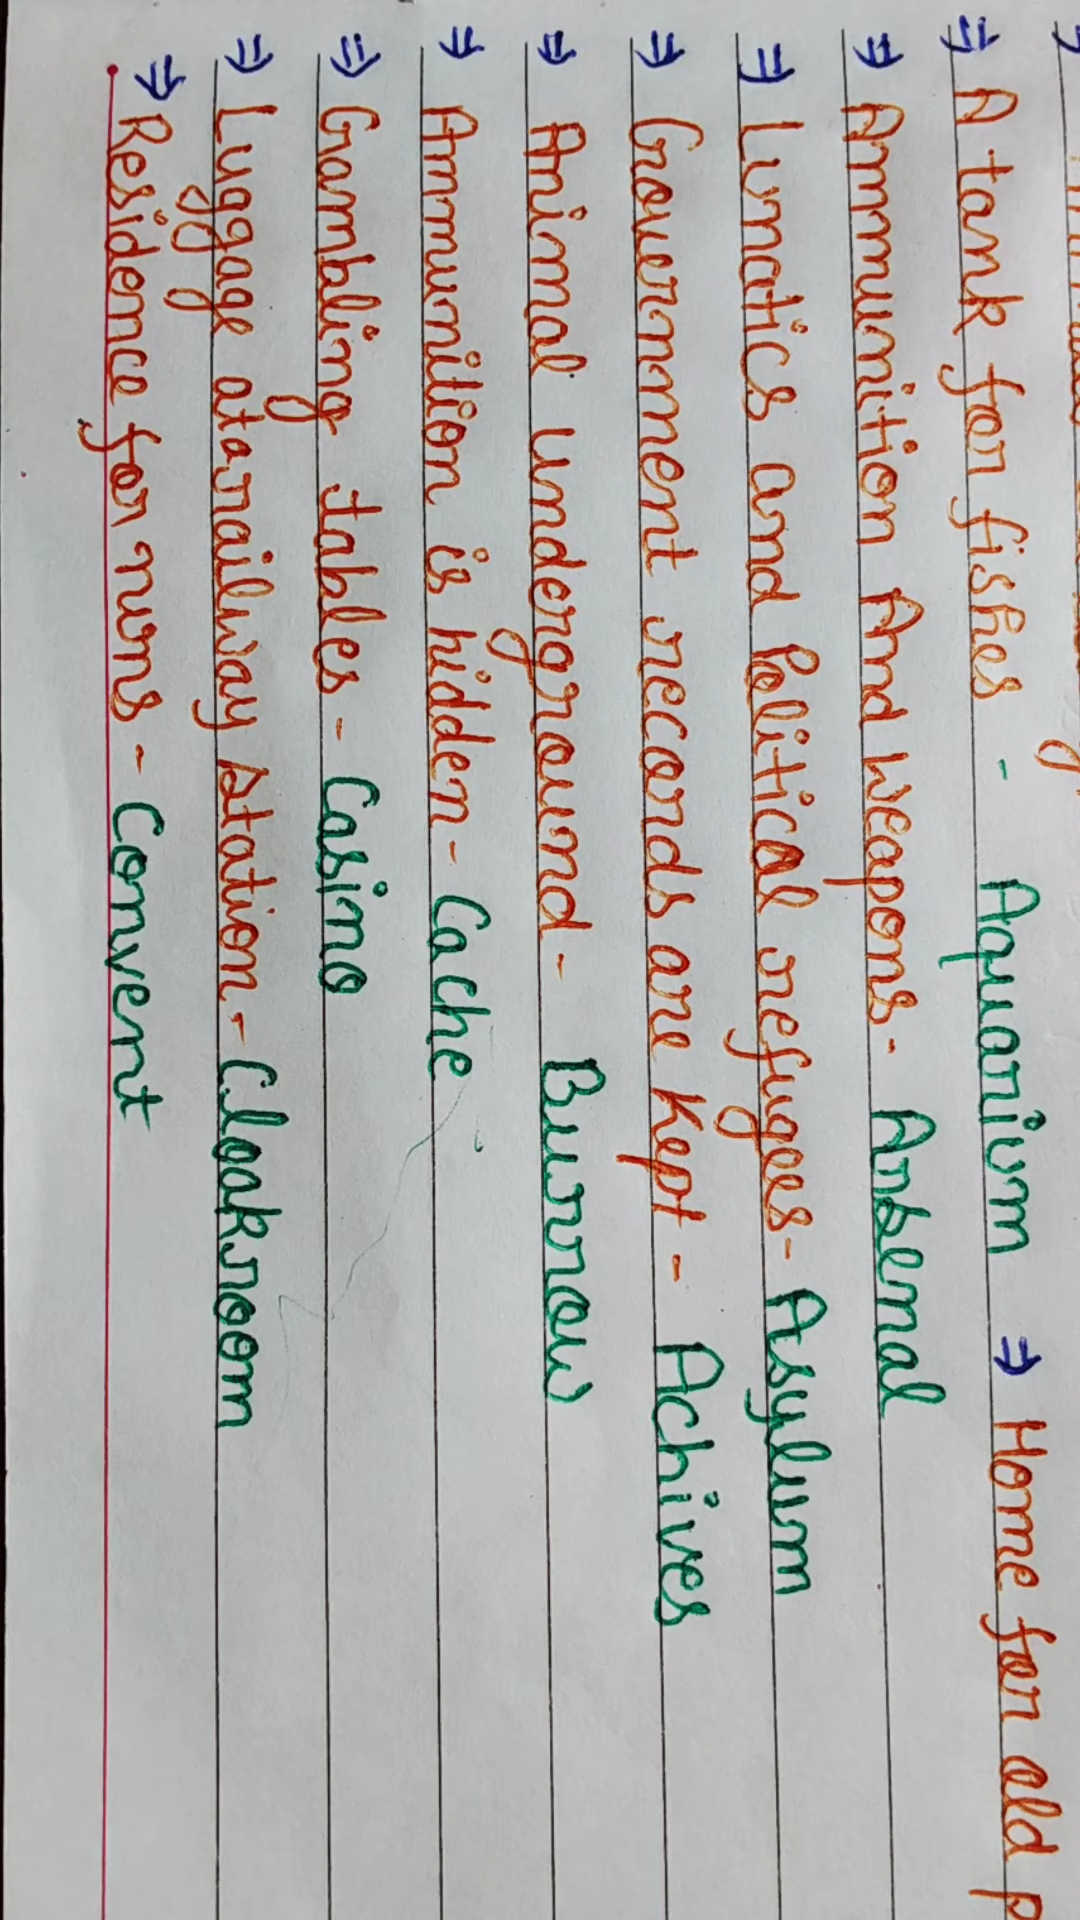 ⇒ A tank for fishes - Aquarium ⇒ Home for old p
⇒ Ammunition And weapons- Arsenal
⇒ Lunatics and Political refuges- Asylum
⇒ Government records are kept - Achives
⇒ Animal underground- Burrow
⇒ Ammunition is hidden- Cache
⇒ Gambling tables - Casino
⇒ Luggage at a railway station - Cloakroom
⇒ Residence for nuns - Convent